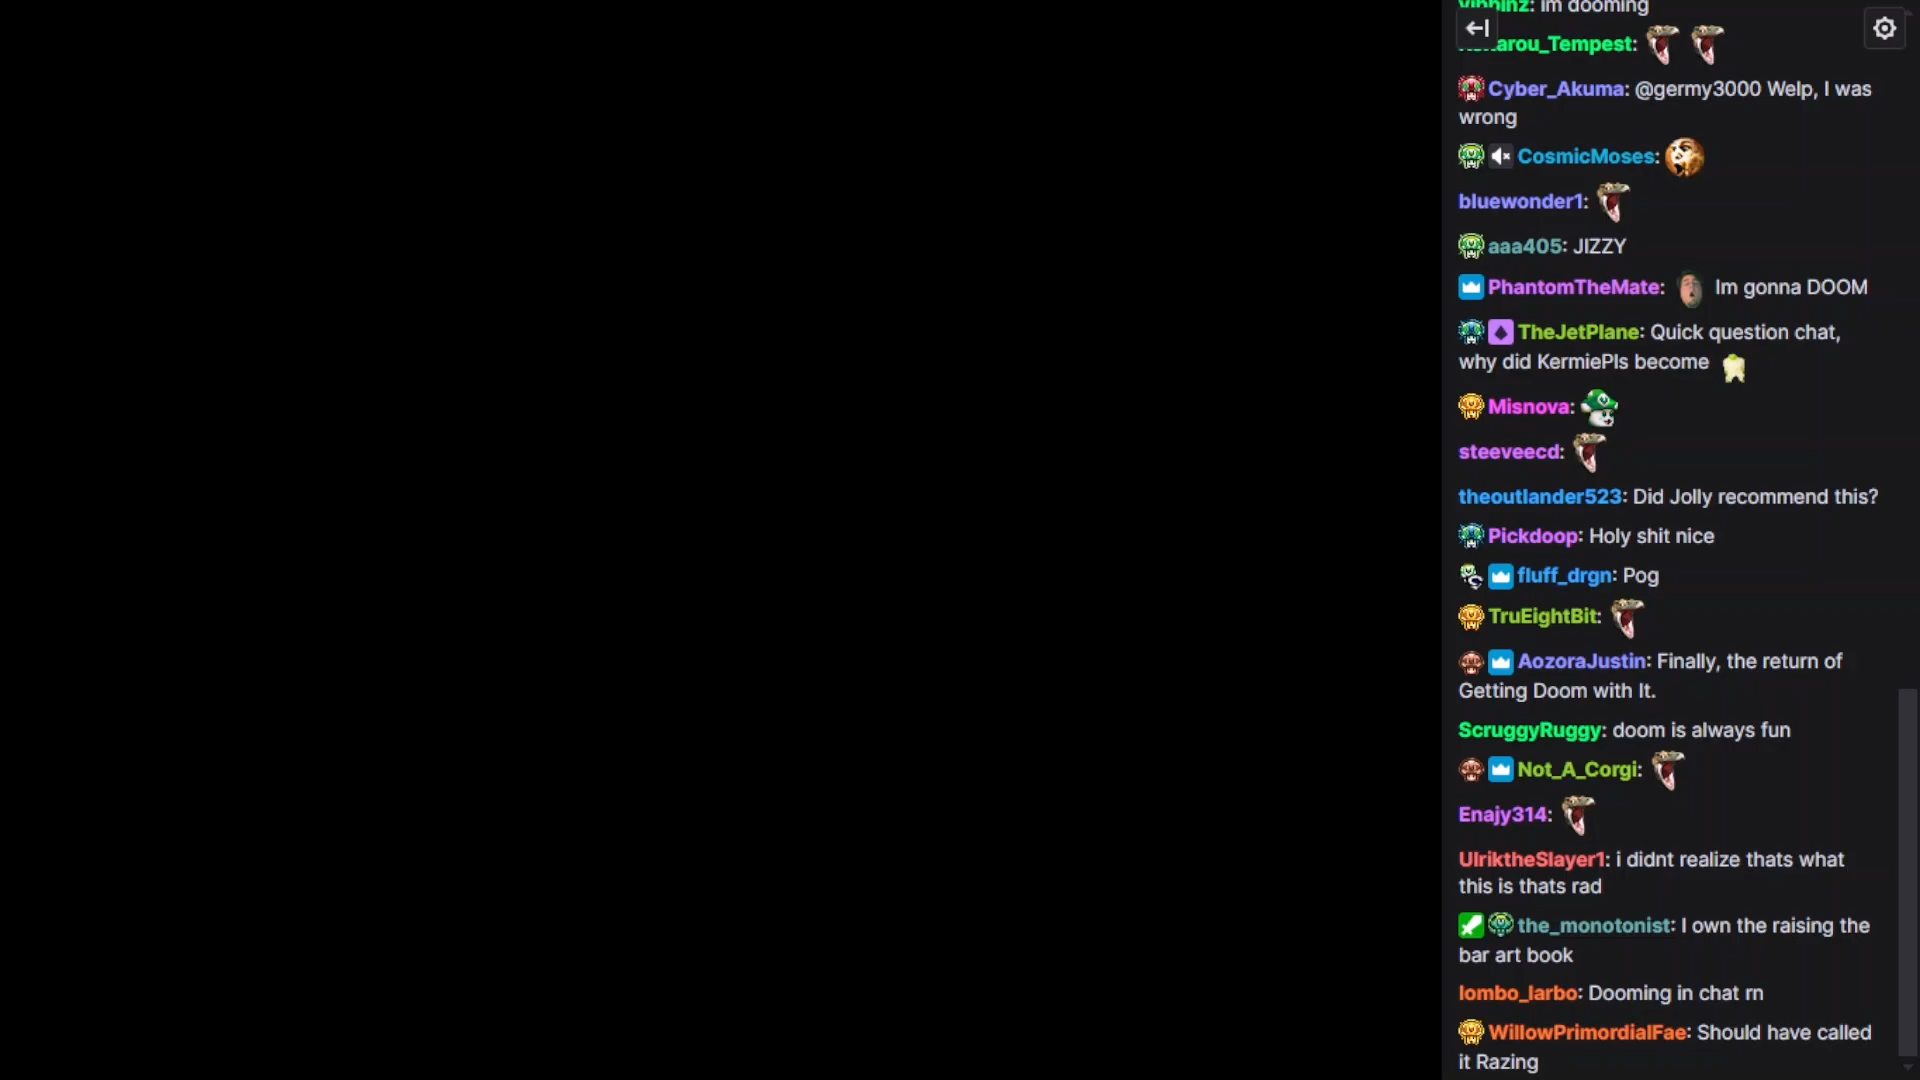 im dooming
arou_Tempest:
Cyber_Akuma: @germy3000 Welp, I was
wrong
CosmicMoses:
bluewonder1:
aaa405: JIZZY
PhantomTheMate: Im gonna DOOM
TheJetPlane: Quick question chat,
why did KermiePls become
Misnova:
steeveecd:
theoutlander523: Did Jolly recommend this?
Pickdoop: Holy shit nice
fluff_drgn: Pog
TruEightBit:
AozoraJustin: Finally, the return of
Getting Doom with It.
ScruggyRuggy: doom is always fun
Not_A_Corgi:
Enajy314:
UlriktheSlayer1: i didnt realize thats what
this is thats rad
the_monotonist: I own the raising the
bar art book
lombo_larbo: Dooming in chat rn
WillowPrimordialFae: Should have called
it Razing